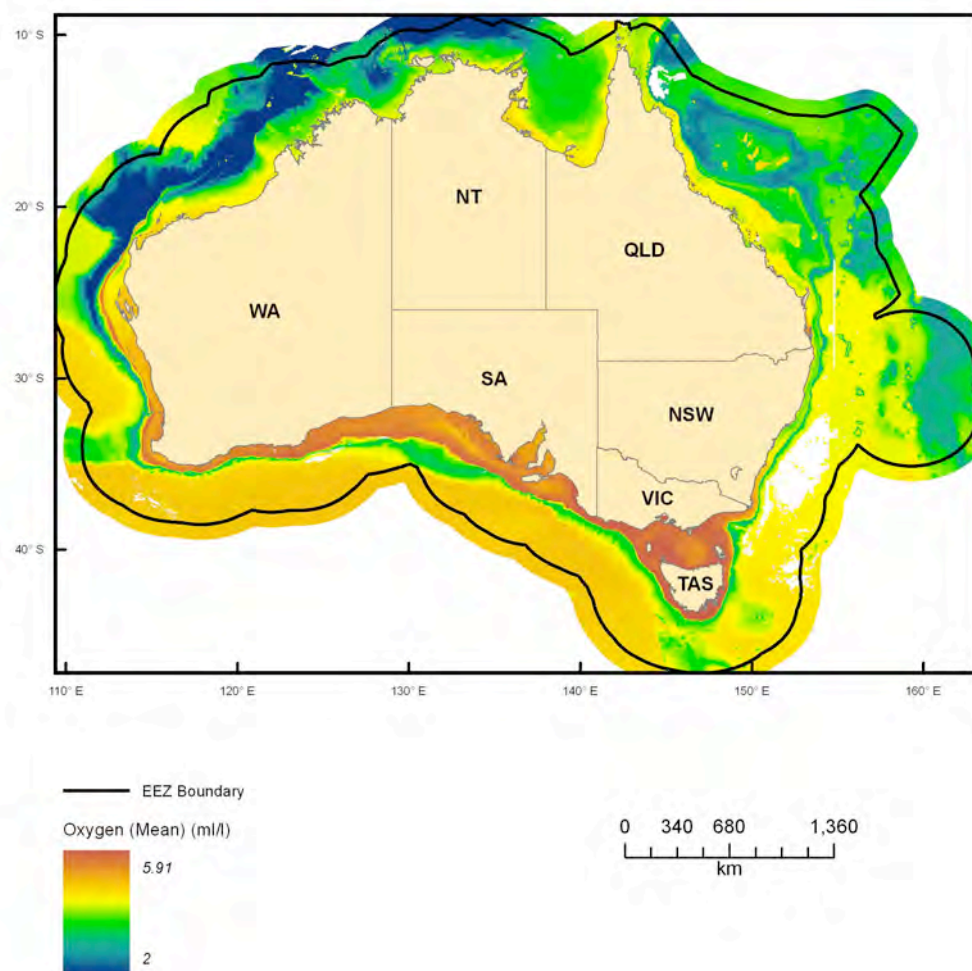 10° S
20° S
30° S
40° S
NT
QLD
WA
SA
NSW
VIC
TAS
110° E
120° E
130° E
140° E
150° E
160° E
EEZ Boundary
Oxygen (Mean) (ml/l)
5.91
2
0 340 680 1,360
km